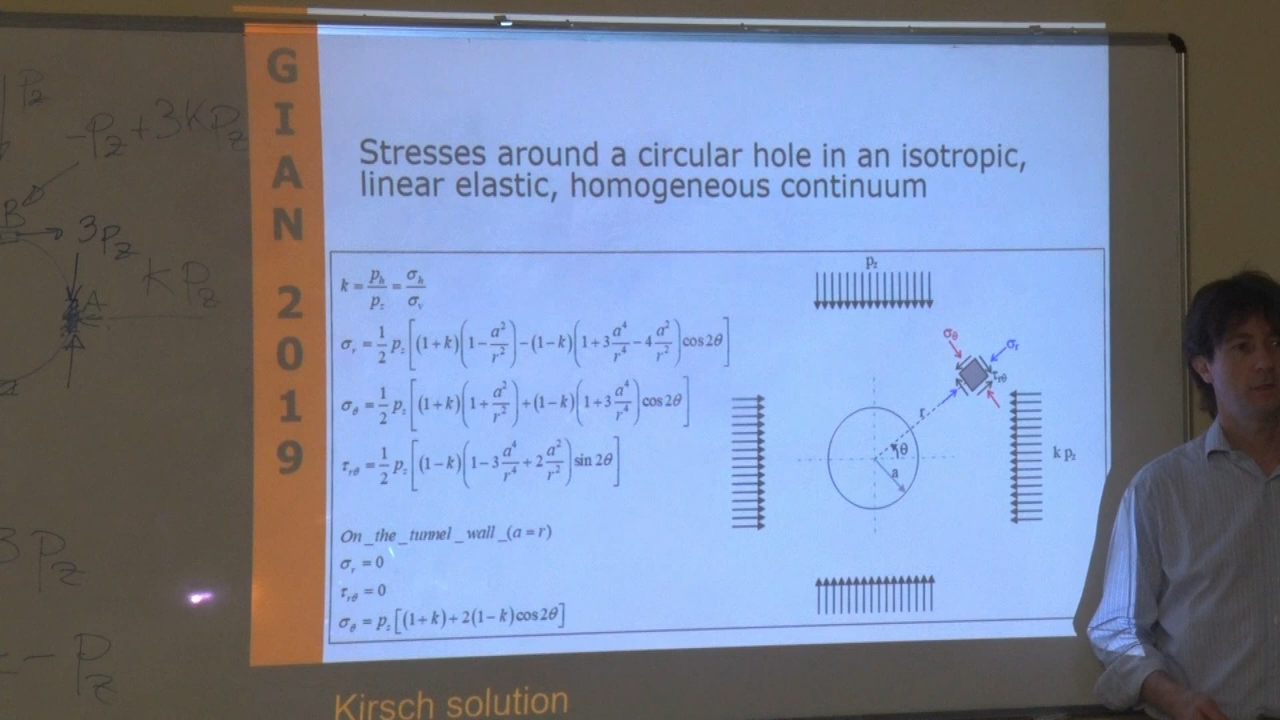 GIAN 2019
Stresses around a circular hole in an isotropic,
linear elastic, homogeneous continuum
k = p_h/p_z = σ_h/σ_v
σ_r = 1/2 p_z [(1+k)(1 − a²/r²) − (1−k)(1 + 3 a⁴/r⁴ − 4 a²/r²) cos 2θ]
σ_θ = 1/2 p_z [(1+k)(1 + a²/r²) + (1−k)(1 + 3 a⁴/r⁴) cos 2θ]
τ_rθ = 1/2 p_z [(1−k)(1 − 3 a⁴/r⁴ + 2 a²/r²) sin 2θ]
On_the_tunnel_wall_(a = r)
σ_r = 0
τ_rθ = 0
σ_θ = p_z [(1+k) + 2(1−k) cos 2θ]
p_z
σ_θ
σ_r
τ_rθ
r
θ
a
k p_z
Kirsch solution
P_z
-P_z + 3KP_z
B
3P_z
A
KP_z
3P_z
= -P_z